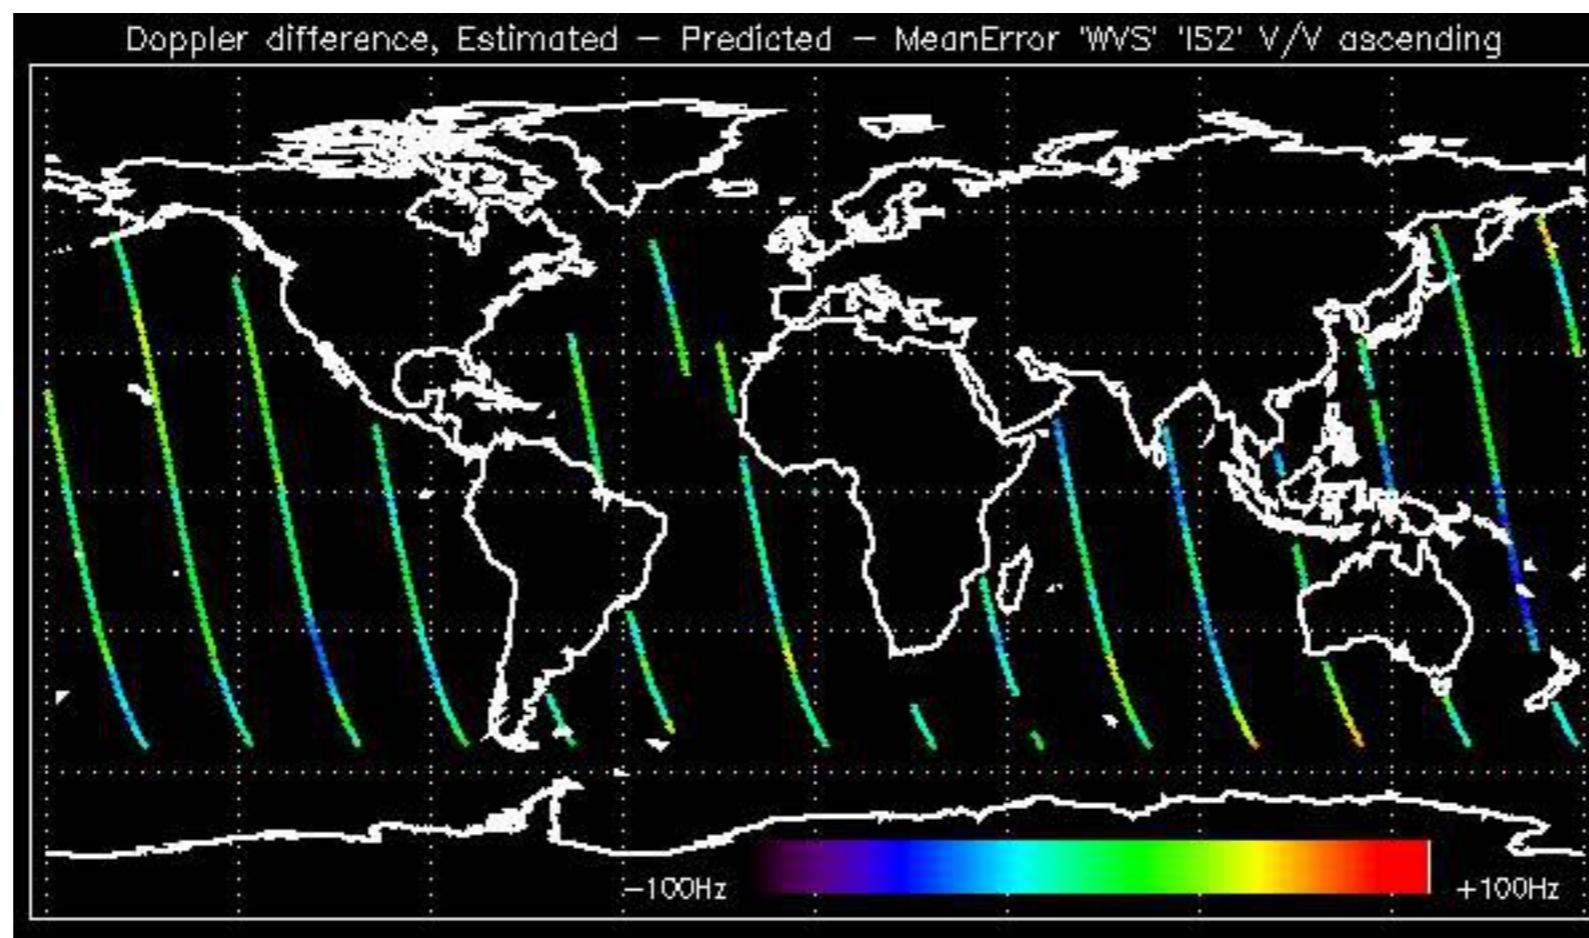 Doppler difference, Estimated – Predicted – MeanError 'WVS' 'IS2' V/V ascending
–100Hz
+100Hz